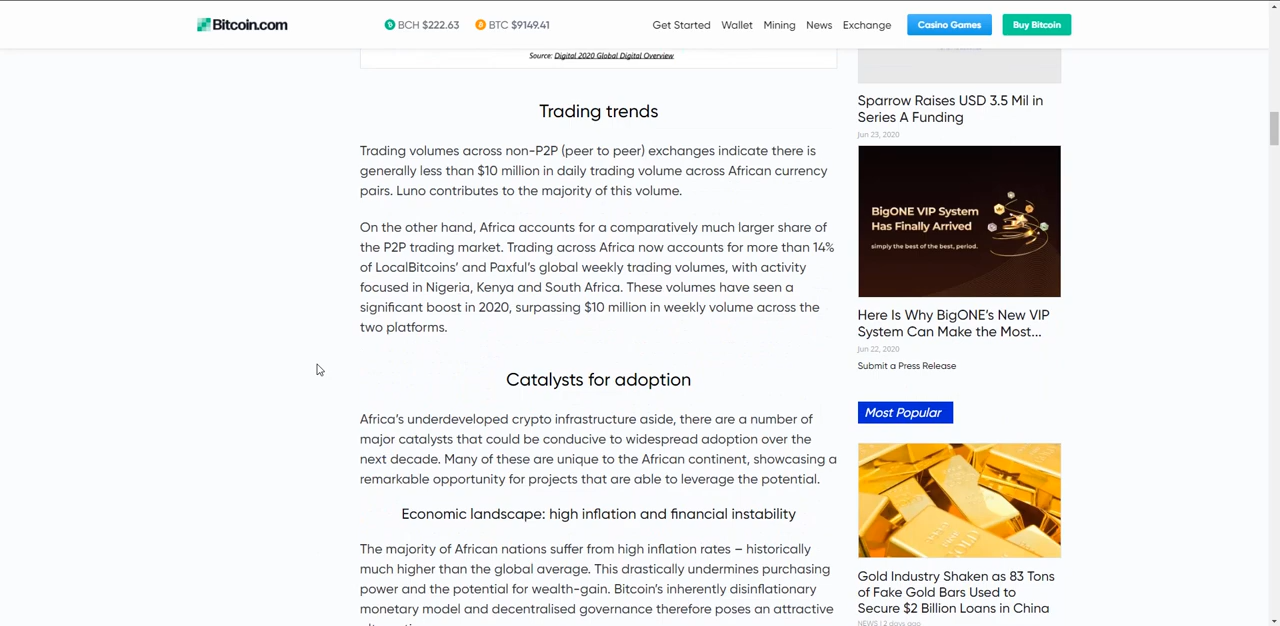 Bitcoin.com
BCH $222.63
BTC $9149.41
Get Started
Wallet
Mining
News
Exchange
Casino Games
Buy Bitcoin
Source: Digital 2020 Global Digital Overview
Trading trends
Trading volumes across non-P2P (peer to peer) exchanges indicate there is
generally less than $10 million in daily trading volume across African currency
pairs. Luno contributes to the majority of this volume.
On the other hand, Africa accounts for a comparatively much larger share of
the P2P trading market. Trading across Africa now accounts for more than 14%
of LocalBitcoins' and Paxful's global weekly trading volumes, with activity
focused in Nigeria, Kenya and South Africa. These volumes have seen a
significant boost in 2020, surpassing $10 million in weekly volume across the
two platforms.
Catalysts for adoption
Africa's underdeveloped crypto infrastructure aside, there are a number of
major catalysts that could be conducive to widespread adoption over the
next decade. Many of these are unique to the African continent, showcasing a
remarkable opportunity for projects that are able to leverage the potential.
Economic landscape: high inflation and financial instability
The majority of African nations suffer from high inflation rates – historically
much higher than the global average. This drastically undermines purchasing
power and the potential for wealth-gain. Bitcoin's inherently disinflationary
monetary model and decentralised governance therefore poses an attractive
Sparrow Raises USD 3.5 Mil in
Series A Funding
Jun 23, 2020
BigONE VIP System
Has Finally Arrived
simply the best of the best, period.
Here Is Why BigONE's New VIP
System Can Make the Most...
Jun 22, 2020
Submit a Press Release
Most Popular
Gold Industry Shaken as 83 Tons
of Fake Gold Bars Used to
Secure $2 Billion Loans in China
NEWS | 2 days ago